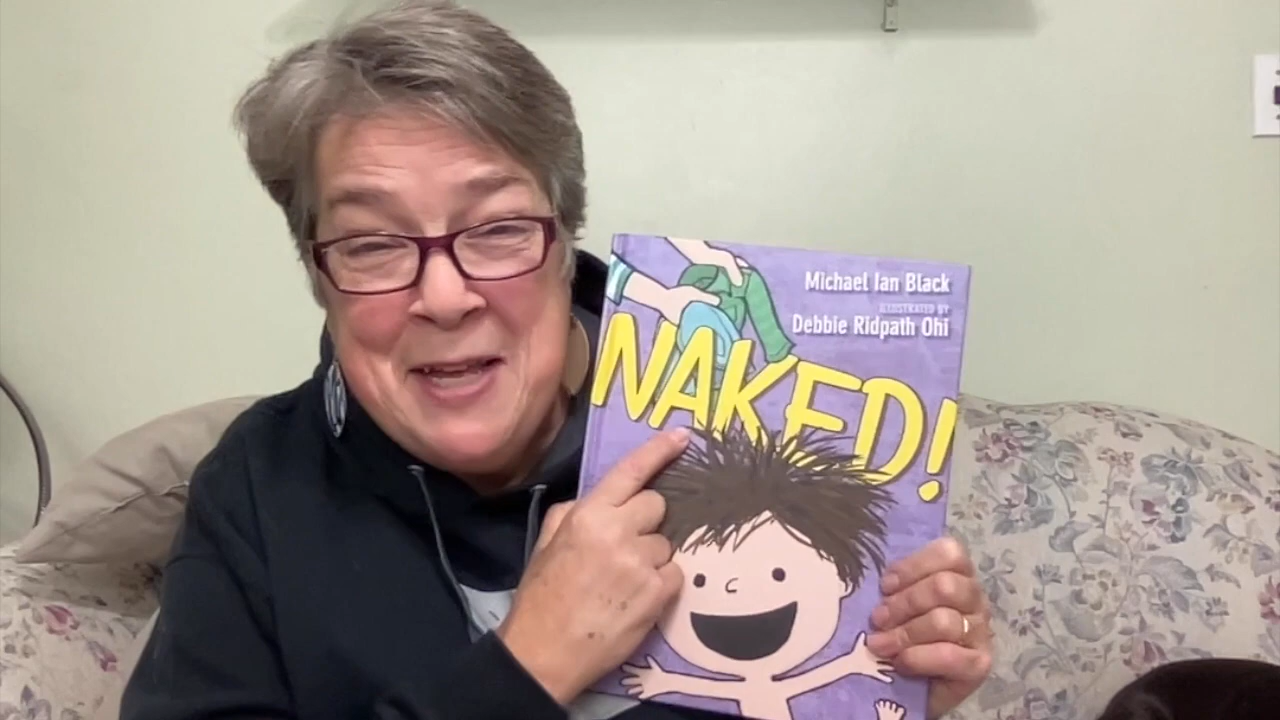 Michael Ian Black
ILLUSTRATED BY
Debbie Ridpath Ohi
NAKED!